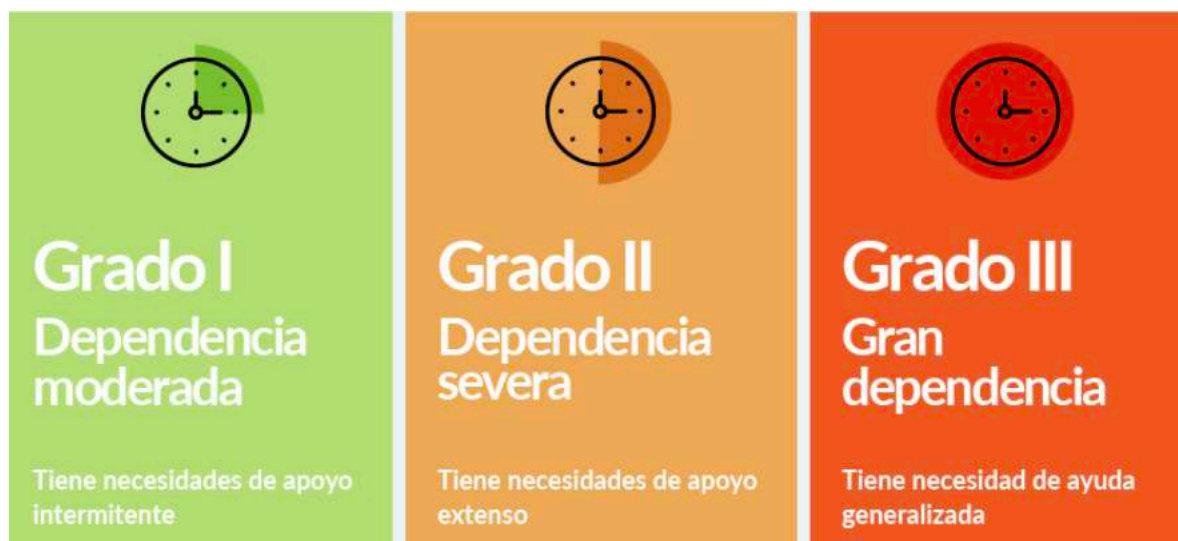 Grado I
Dependencia
moderada
Tiene necesidades de apoyo
intermitente
Grado II
Dependencia
severa
Tiene necesidades de apoyo
extenso
Grado III
Gran
dependencia
Tiene necesidad de ayuda
generalizada